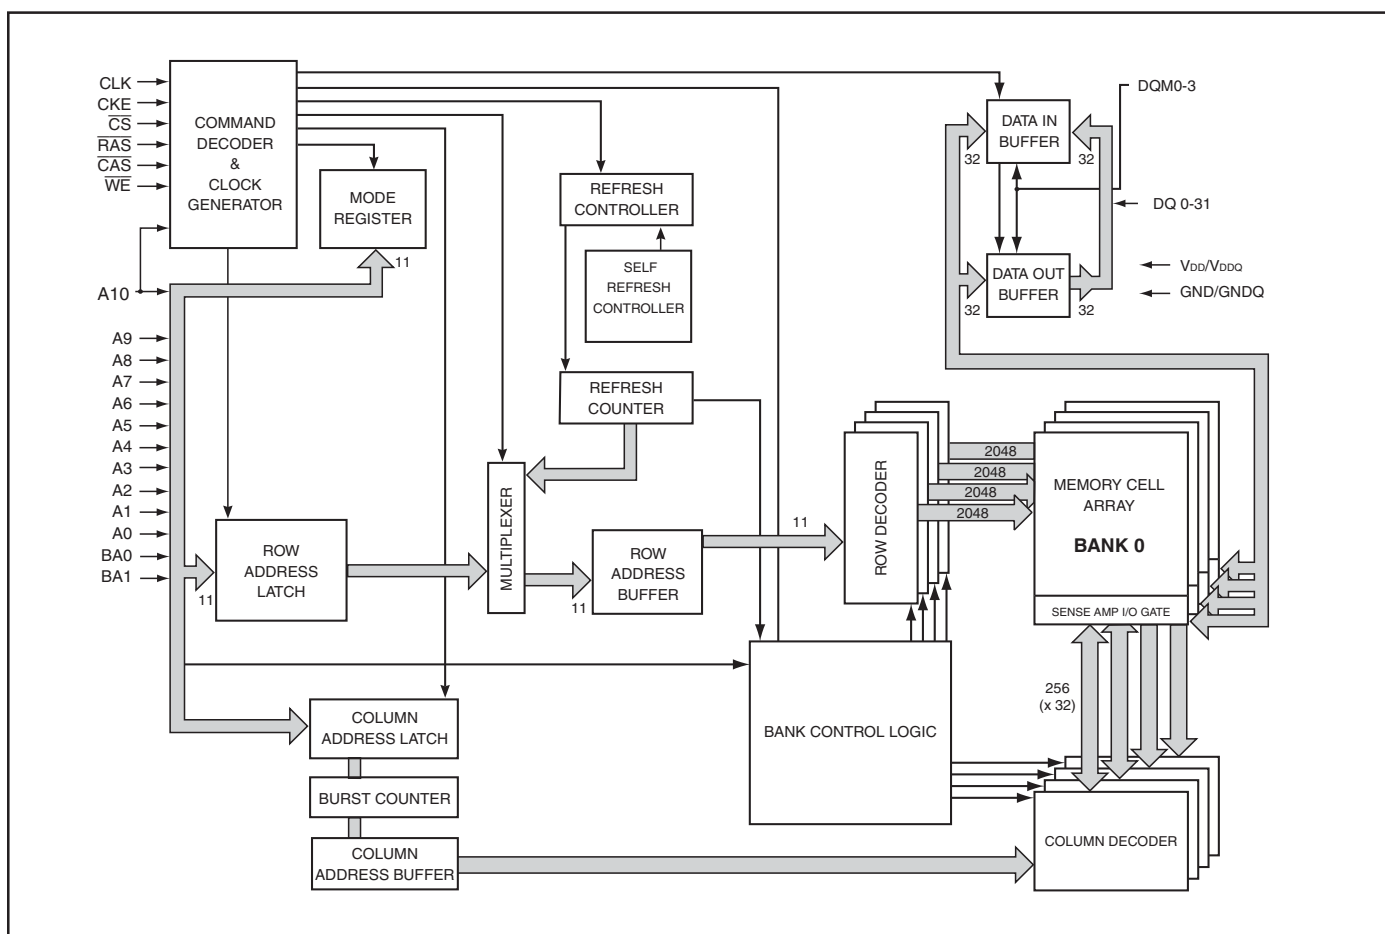 CLK
CKE
C̅S̅
R̅A̅S̅
C̅A̅S̅
W̅E̅
A10
A9
A8
A7
A6
A5
A4
A3
A2
A1
A0
BA0
BA1
COMMAND
DECODER
&
CLOCK
GENERATOR
MODE
REGISTER
11
REFRESH
CONTROLLER
SELF
REFRESH
CONTROLLER
REFRESH
COUNTER
DATA IN
BUFFER
32
32
DATA OUT
BUFFER
32
32
DQM0-3
DQ 0-31
VDD/VDDQ
GND/GNDQ
11
ROW
ADDRESS
LATCH
MULTIPLEXER
11
ROW
ADDRESS
BUFFER
11
ROW DECODER
2048
2048
2048
2048
MEMORY CELL
ARRAY
BANK 0
SENSE AMP I/O GATE
256
(x 32)
BANK CONTROL LOGIC
COLUMN
ADDRESS LATCH
BURST COUNTER
COLUMN
ADDRESS BUFFER
COLUMN DECODER